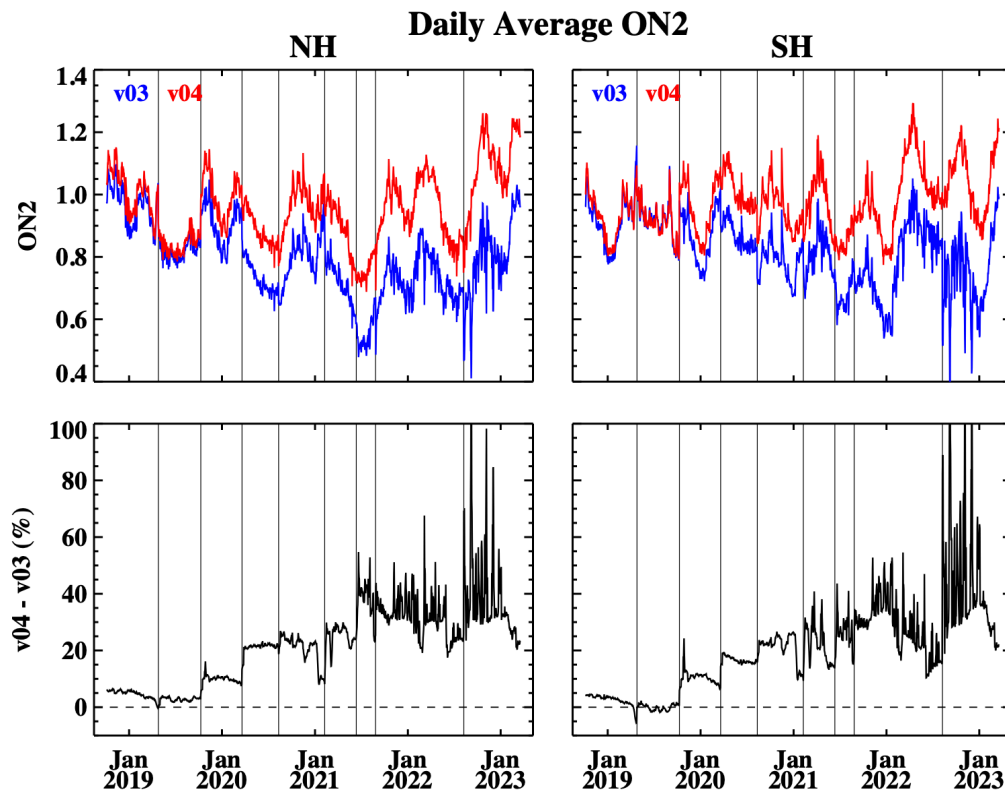 Daily Average ON2
NH
SH
v03 v04
v03 v04
ON2
1.4
1.2
1.0
0.8
0.6
0.4
v04 - v03 (%)
100
80
60
40
20
0
Jan Jan Jan Jan Jan
2019 2020 2021 2022 2023
Jan Jan Jan Jan Jan
2019 2020 2021 2022 2023